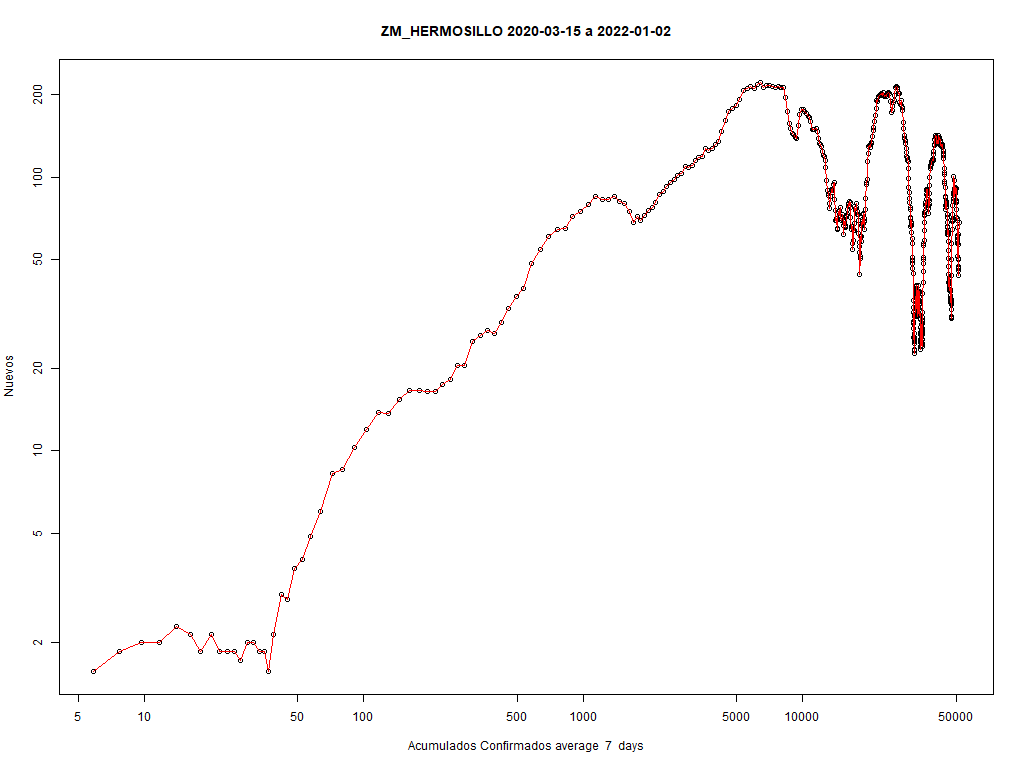 ZM_HERMOSILLO 2020-03-15 a 2022-01-02
200
100
50
20
10
5
2
Nuevos
5 10 50 100 500 1000 5000 10000 50000
Acumulados Confirmados average 7 days